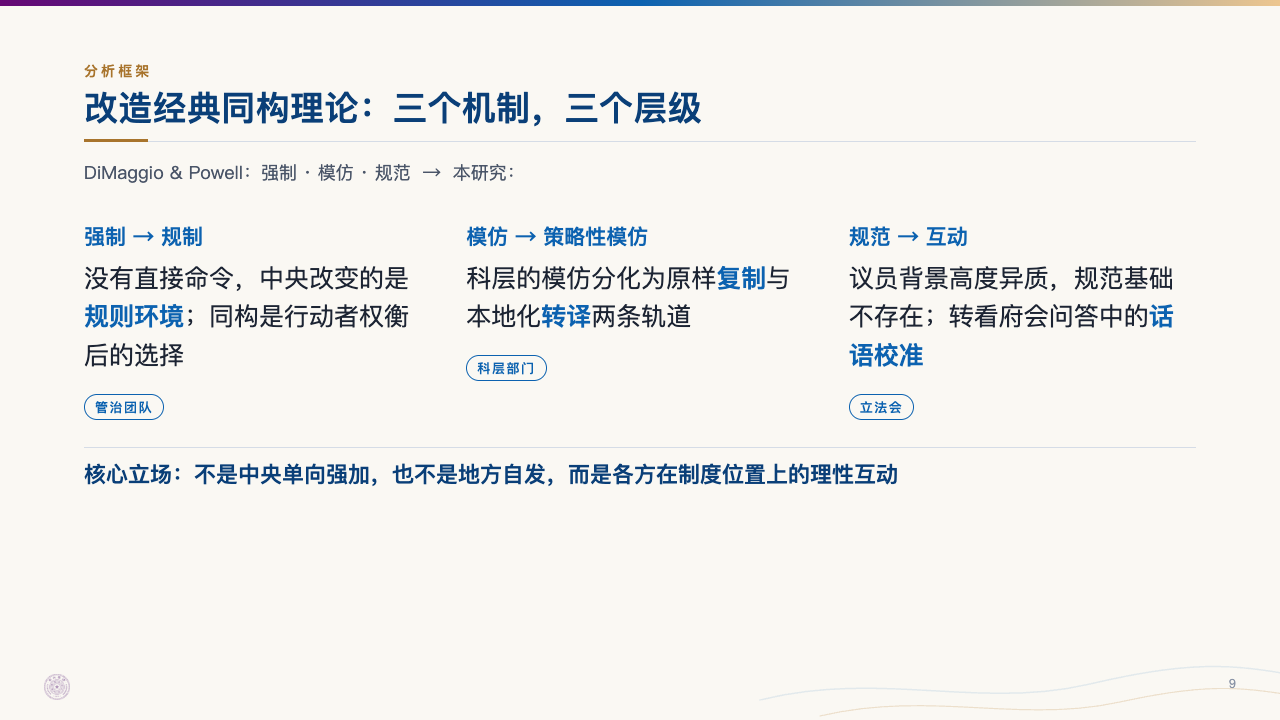 分析框架
改造经典同构理论：三个机制，三个层级
DiMaggio & Powell：强制 · 模仿 · 规范 → 本研究：
强制 → 规制
没有直接命令，中央改变的是
规则环境；同构是行动者权衡
后的选择
管治团队
模仿 → 策略性模仿
科层的模仿分化为原样复制与
本地化转译两条轨道
科层部门
规范 → 互动
议员背景高度异质，规范基础
不存在；转看府会问答中的话
语校准
立法会
核心立场：不是中央单向强加，也不是地方自发，而是各方在制度位置上的理性互动
9